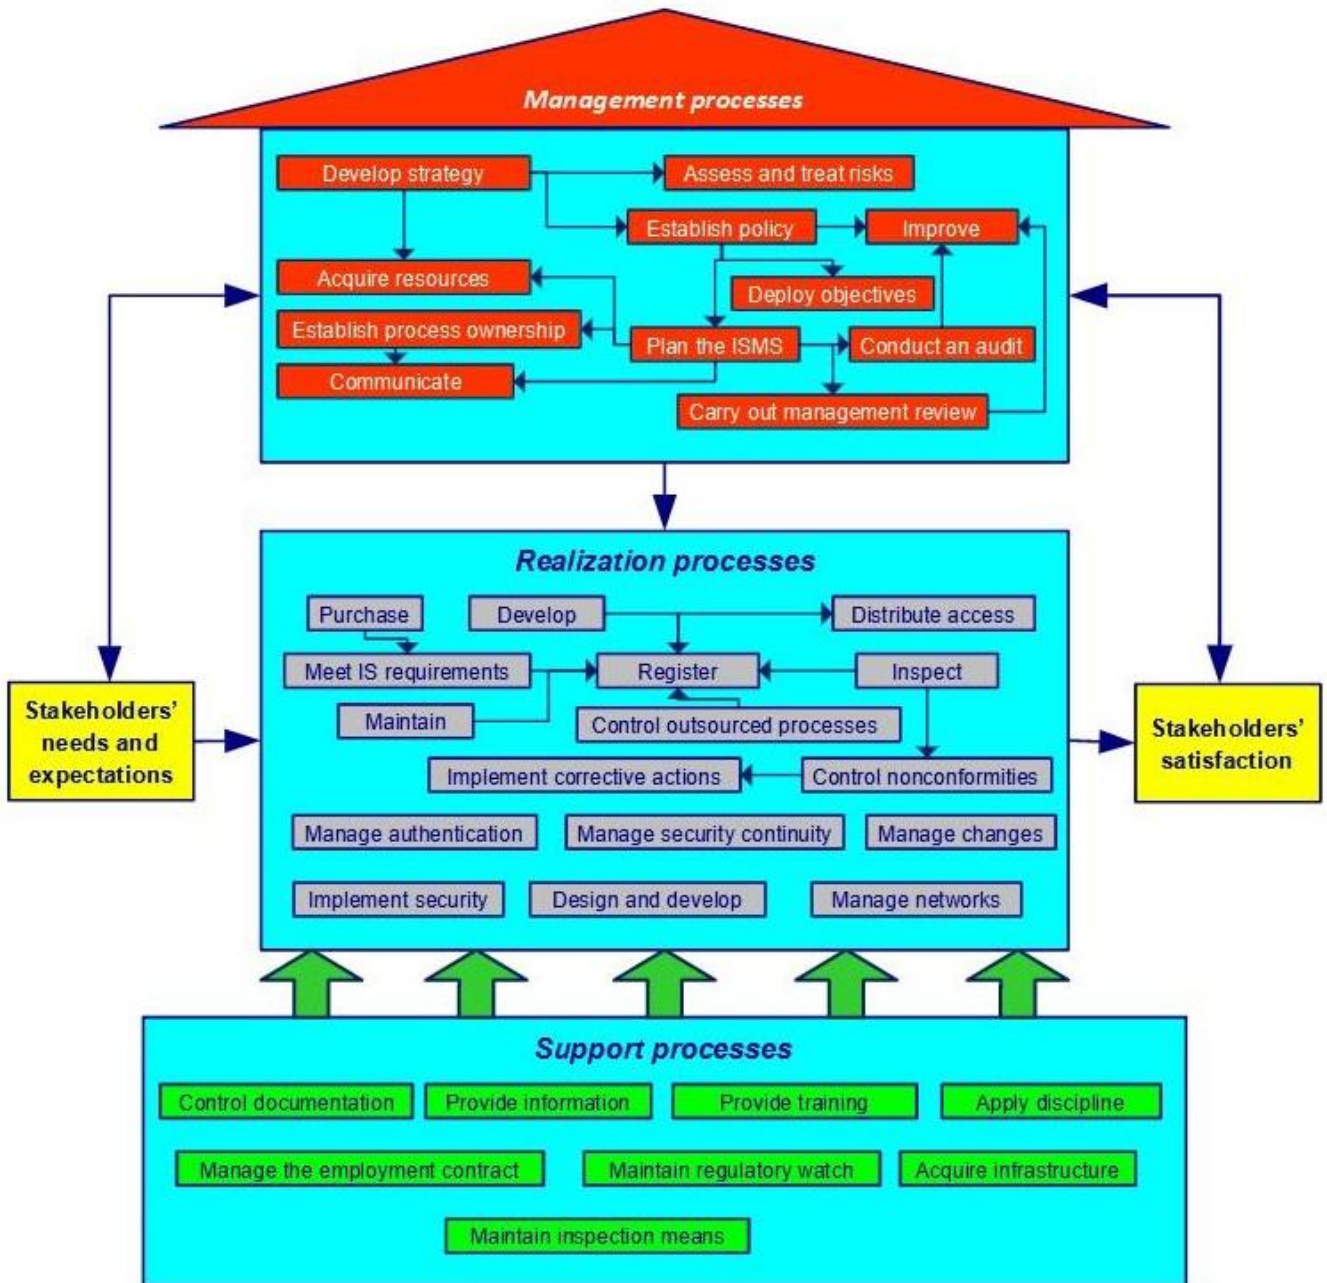 Management processes
Develop strategy
Assess and treat risks
Establish policy
Improve
Acquire resources
Deploy objectives
Establish process ownership
Plan the ISMS
Conduct an audit
Communicate
Carry out management review
Realization processes
Purchase
Develop
Distribute access
Meet IS requirements
Register
Inspect
Maintain
Control outsourced processes
Stakeholders'
needs and
expectations
Stakeholders'
satisfaction
Implement corrective actions
Control nonconformities
Manage authentication
Manage security continuity
Manage changes
Implement security
Design and develop
Manage networks
Support processes
Control documentation
Provide information
Provide training
Apply discipline
Manage the employment contract
Maintain regulatory watch
Acquire infrastructure
Maintain inspection means